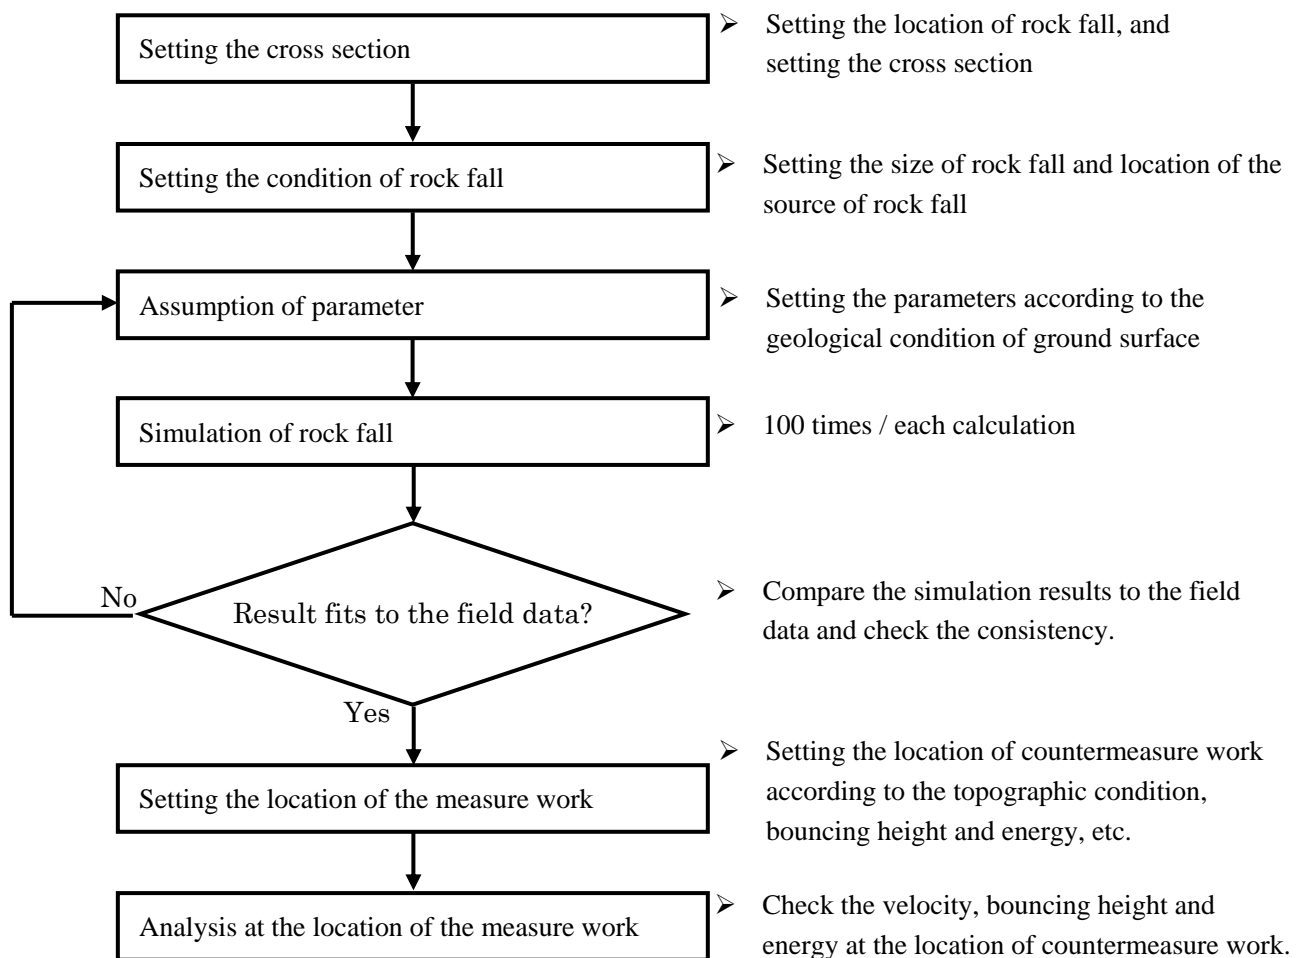 Setting the cross section
➢ Setting the location of rock fall, and
setting the cross section
Setting the condition of rock fall
➢ Setting the size of rock fall and location of the
source of rock fall
Assumption of parameter
➢ Setting the parameters according to the
geological condition of ground surface
Simulation of rock fall
➢ 100 times / each calculation
No
Result fits to the field data?
➢ Compare the simulation results to the field
data and check the consistency.
Yes
Setting the location of the measure work
➢ Setting the location of countermeasure work
according to the topographic condition,
bouncing height and energy, etc.
Analysis at the location of the measure work
➢ Check the velocity, bouncing height and
energy at the location of countermeasure work.